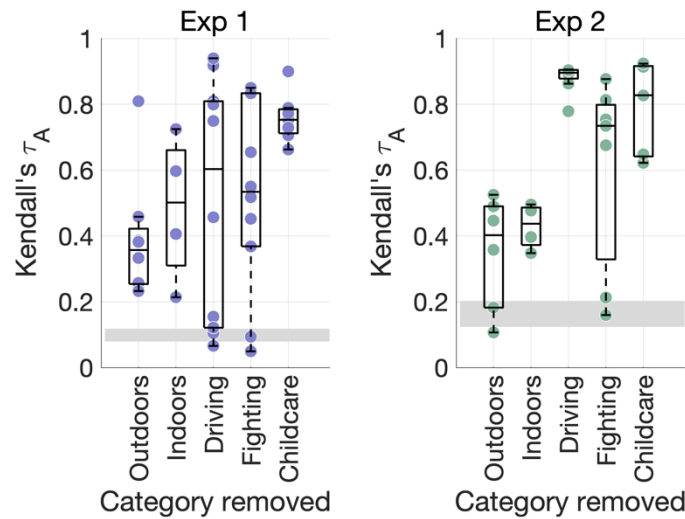 Exp 1
Kendall's τA
1
0.8
0.6
0.4
0.2
0
Outdoors
Indoors
Driving
Fighting
Childcare
Category removed
Exp 2
Kendall's τA
1
0.8
0.6
0.4
0.2
0
Outdoors
Indoors
Driving
Fighting
Childcare
Category removed